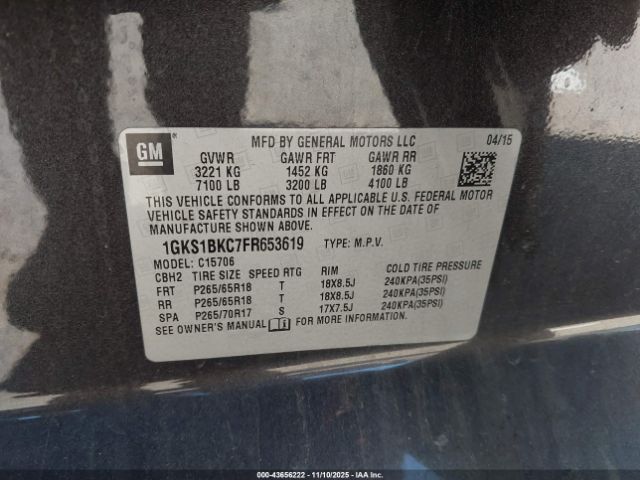 GM MFD BY GENERAL MOTORS LLC 04/15
GVWR GAWR FRT GAWR RR
3221 KG 1452 KG 1860 KG
7100 LB 3200 LB 4100 LB
THIS VEHICLE CONFORMS TO ALL APPLICABLE U.S. FEDERAL MOTOR
VEHICLE SAFETY STANDARDS IN EFFECT ON THE DATE OF
MANUFACTURE SHOWN ABOVE.
1GKS1BKC7FR653619 TYPE: M.P.V.
C15706
CBH2 TIRE SIZE SPEED RTG RIM COLD TIRE PRESSURE
FRT P265/65R18 T 18X8.5J 240KPA(35PSI)
RR P265/65R18 T 18X8.5J 240KPA(35PSI)
SPA P265/70R17 S 17X7.5J 240KPA(35PSI)
SEE OWNER'S MANUAL FOR MORE INFORMATION.
000-43656222 - 11/10/2025 - IAA Inc.